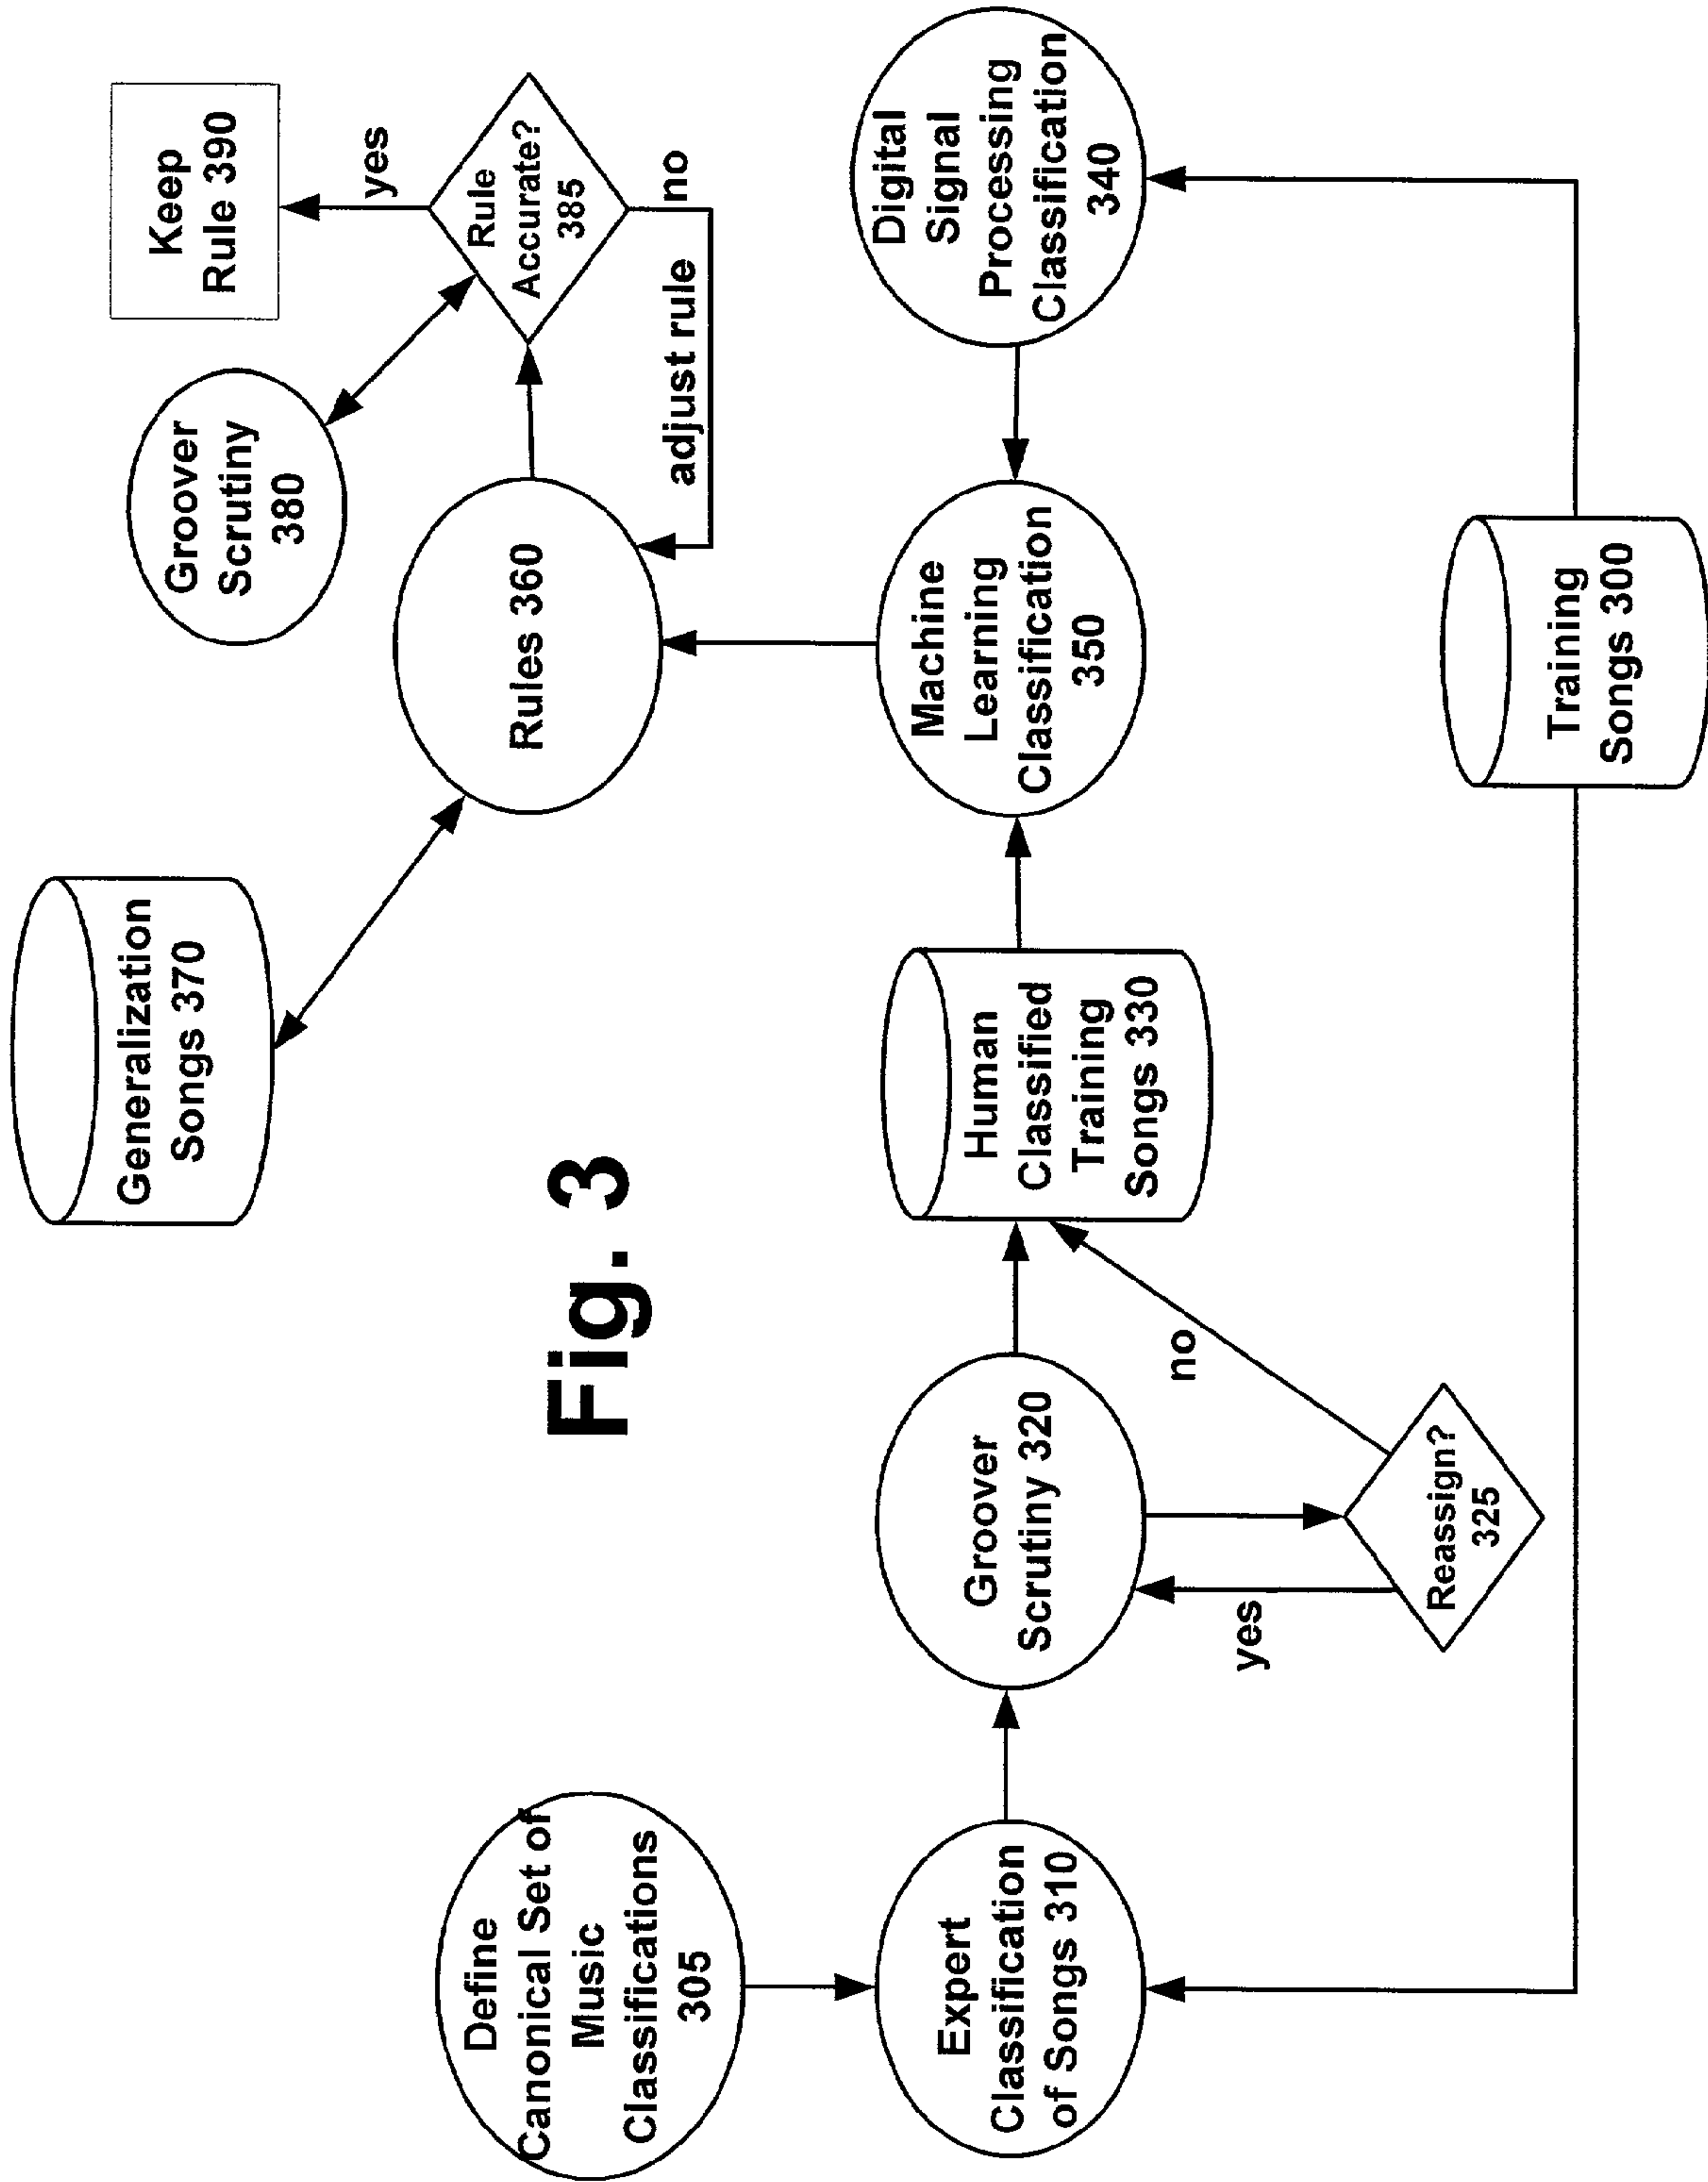 Generalization
Songs 370
Groover
Scrutiny
380
Keep
Rule 390
yes
Rule
Accurate?
385
no
adjust rule
Rules 360
Fig. 3
Define
Canonical Set of
Music
Classifications
305
Expert
Classification
of Songs 310
Groover
Scrutiny 320
yes
Reassign?
325
no
Human
Classified
Training
Songs 330
Machine
Learning
Classification
350
Digital
Signal
Processing
Classification
340
Training
Songs 300